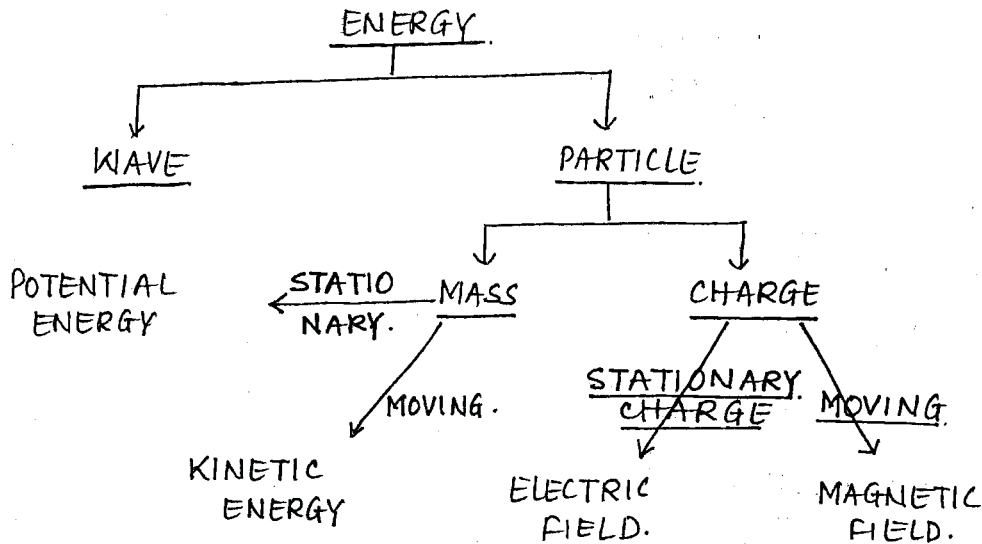 ENERGY.
WAVE
PARTICLE.
POTENTIAL
ENERGY
STATIO
NARY.
MASS
CHARGE
MOVING.
STATIONARY.
CHARGE
MOVING.
KINETIC
ENERGY
ELECTRIC
FIELD.
MAGNETIC
FIELD.